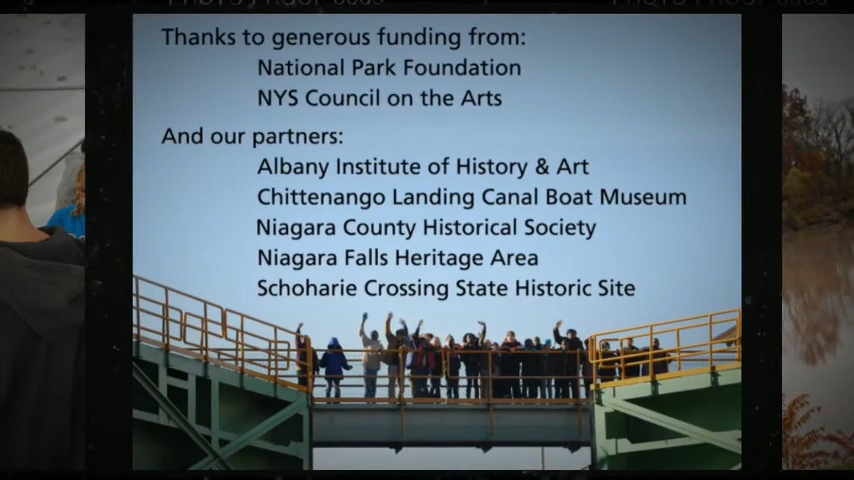 Thanks to generous funding from:
National Park Foundation
NYS Council on the Arts
And our partners:
Albany Institute of History & Art
Chittenango Landing Canal Boat Museum
Niagara County Historical Society
Niagara Falls Heritage Area
Schoharie Crossing State Historic Site